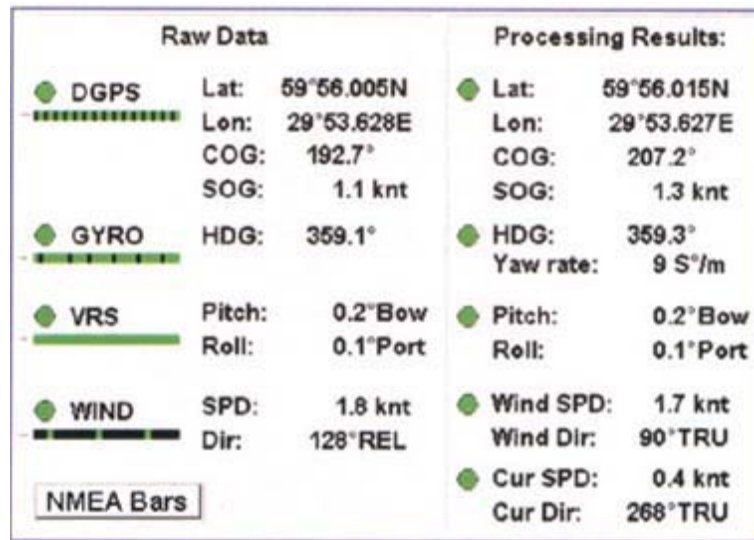 Raw Data
DGPS
Lat: 59°56.005N
Lon: 29°53.628E
COG: 192.7°
SOG: 1.1 knt
GYRO
HDG: 359.1°
VRS
Pitch: 0.2°Bow
Roll: 0.1°Port
WIND
SPD: 1.8 knt
Dir: 128°REL
NMEA Bars
Processing Results:
Lat: 59°56.015N
Lon: 29°53.627E
COG: 207.2°
SOG: 1.3 knt
HDG: 359.3°
Yaw rate: 9 S°/m
Pitch: 0.2°Bow
Roll: 0.1°Port
Wind SPD: 1.7 knt
Wind Dir: 90°TRU
Cur SPD: 0.4 knt
Cur Dir: 268°TRU